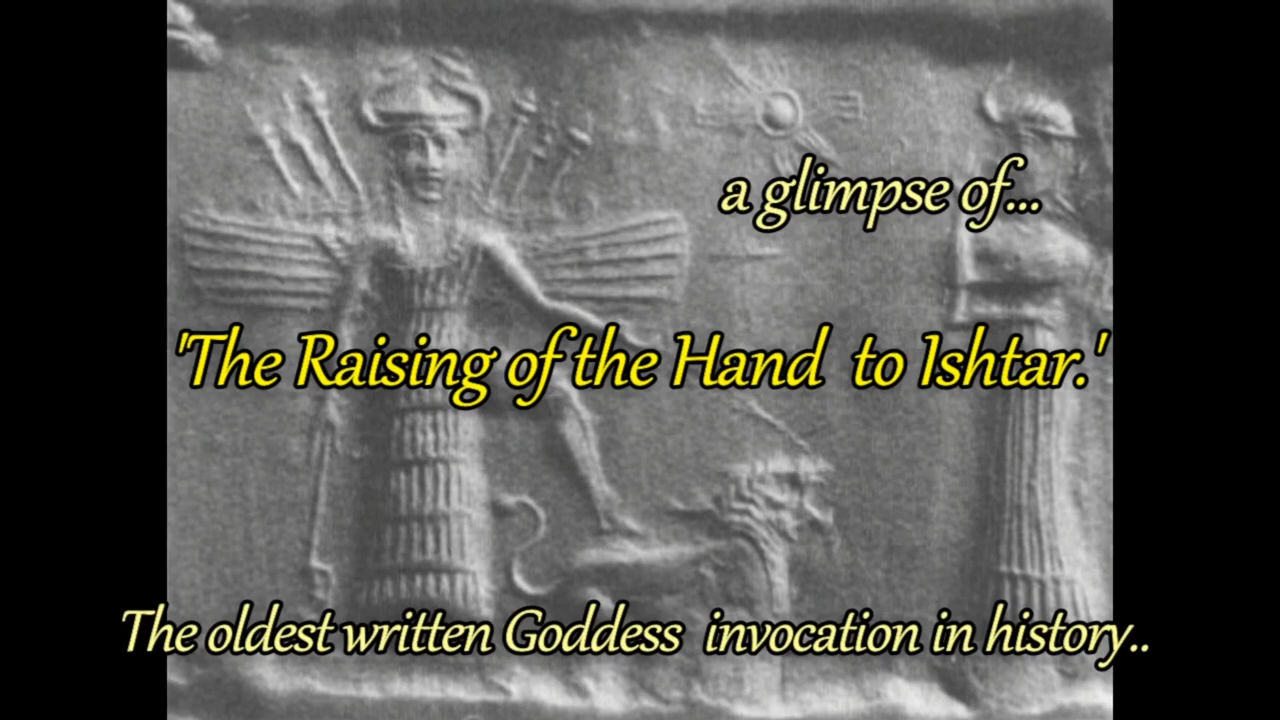 a glimpse of...
'The Raising of the Hand to Ishtar.'
The oldest written Goddess invocation in history..